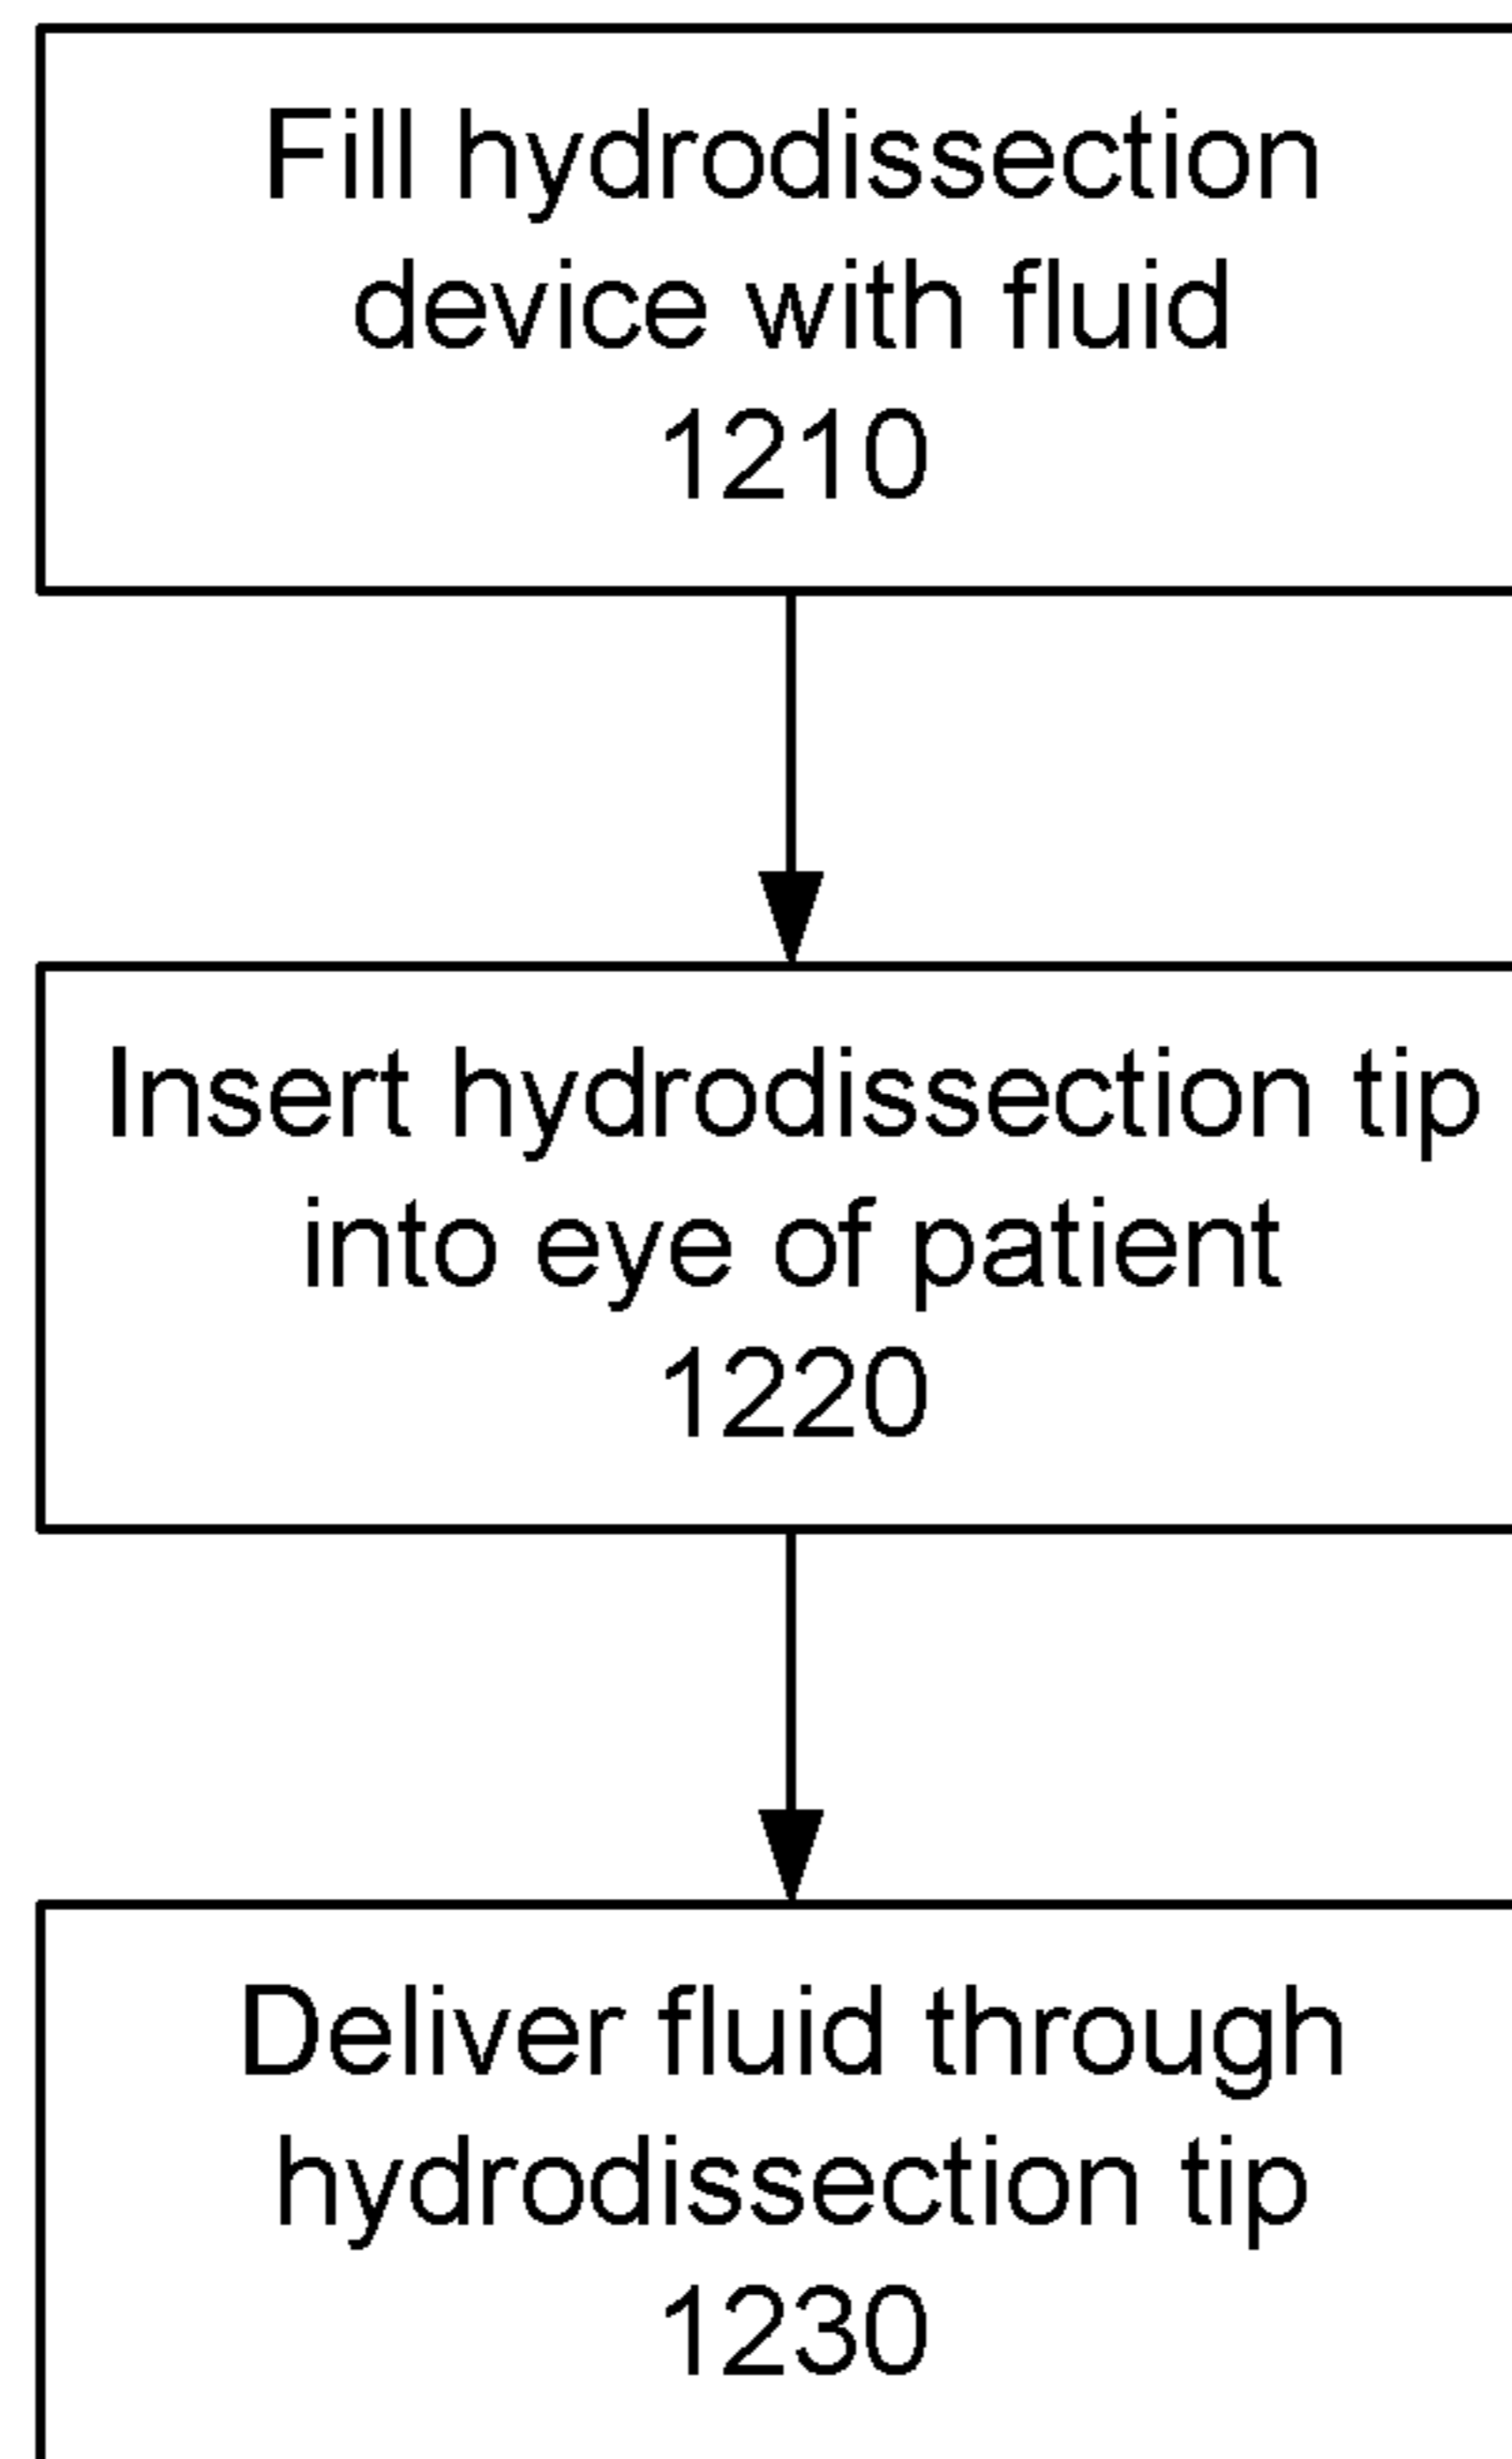 Fill hydrodissection
device with fluid
1210
Insert hydrodissection tip
into eye of patient
1220
Deliver fluid through
hydrodissection tip
1230